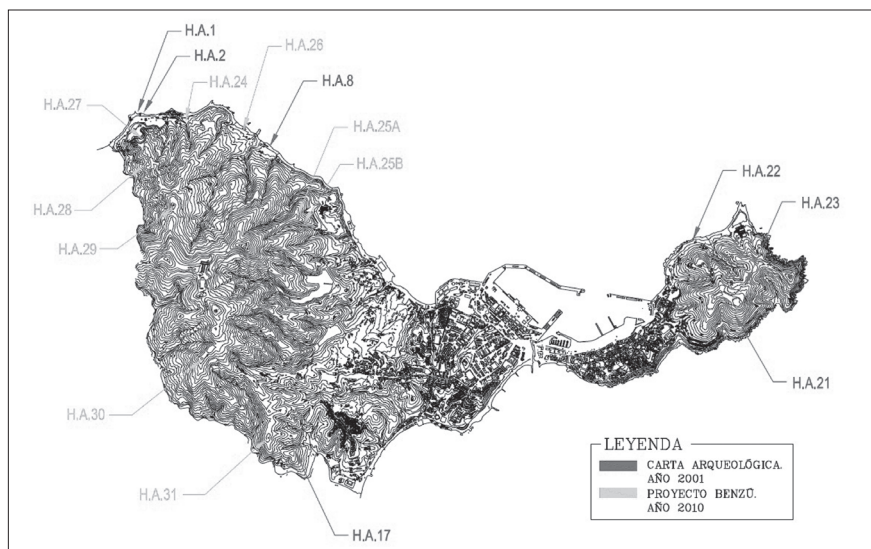 H.A.1
H.A.2
H.A.26
H.A.24
H.A.8
H.A.27
H.A.25A
H.A.25B
H.A.22
H.A.28
H.A.23
H.A.29
H.A.21
H.A.30
H.A.31
H.A.17
LEYENDA
CARTA ARQUEOLÓGICA.
AÑO 2001
PROYECTO BENZÚ.
AÑO 2010